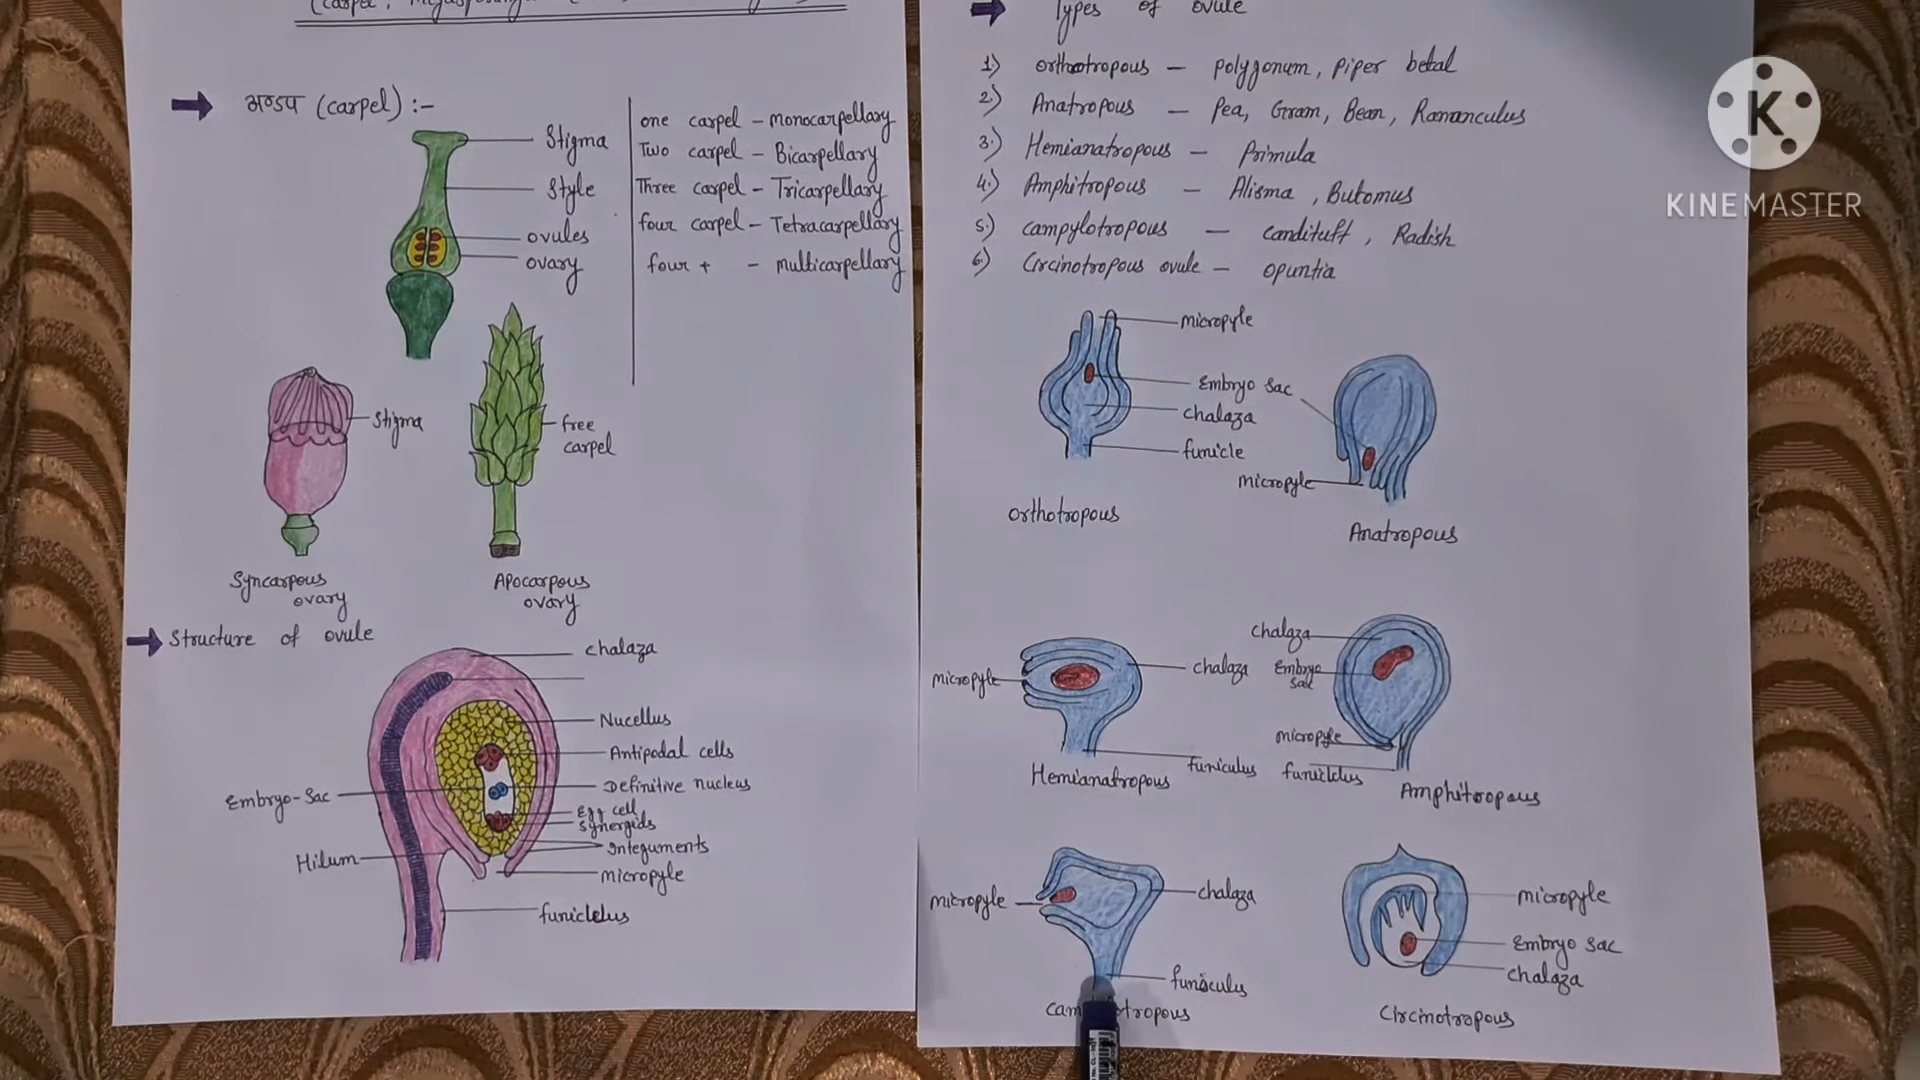 → अण्डप (carpel) :-
Stigma
Style
ovules
ovary
one carpel - monocarpellary
Two carpel - Bicarpellary
Three carpel - Tricarpellary
four carpel - Tetracarpellary
four + - multicarpellary
Stigma
free
carpel
Syncarpous
ovary
Apocarpous
ovary
→ Structure of ovule
chalaza
Nucellus
Antipodal cells
Definitive nucleus
Egg cell
Synergids
Integuments
micropyle
Embryo-Sac
Hilum
→ Types of ovule
1) orthotropous - polygonum, piper betal
2) Anatropous - Pea, Gram, Bean, Rananculus
3.) Hemianatropous - Primula
4.) Amphitropous - Alisma, Butomus
5.) campylotropous - candituft, Radish
6.) Circinotropous ovule - opuntia
micropyle
Embryo Sac
chalaza
funicle
Orthotropous
micropyle
Anatropous
micropyle
chalaza
funiculus
Hemianatropous
chalaza
Embryo
sac
micropyle
Amphitropous
micropyle
chalaza
funiculus
micropyle
Embryo Sac
chalaza
Circinotropous
K
KINEMASTER